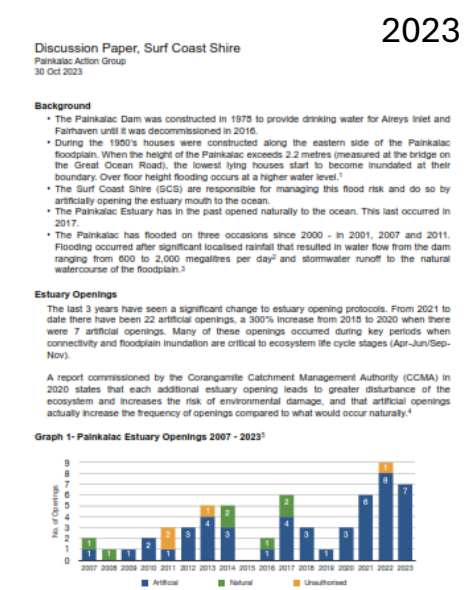 2023
Discussion Paper, Surf Coast Shire
Painkalac Action Group
30 Oct 2023
Background
• The Painkalac Dam was constructed in 1978 to provide drinking water for Aireys Inlet and
Fairhaven until it was decommissioned in 2016.
• During the 1980's houses were constructed along the eastern side of the Painkalac
floodplain. When the height of the Painkalac exceeds 2.2 metres (measured at the bridge on
the Great Ocean Road), the lowest lying houses start to become inundated at their
boundary. Over floor height flooding occurs at a higher water level.¹
• The Surf Coast Shire (SCS) are responsible for managing this flood risk and do so by
artificially opening the estuary mouth to the ocean.
• The Painkalac Estuary has in the past opened naturally to the ocean. This last occurred in
2017.
• The Painkalac has flooded on three occasions since 2000 - in 2001, 2007 and 2011.
Flooding occurred after significant localised rainfall that resulted in water flow from the dam
ranging from 600 to 2,000 megalitres per day² and stormwater runoff to the natural
watercourse of the floodplain.³
Estuary Openings
The last 3 years have seen a significant change to estuary opening protocols. From 2021 to
date there have been 22 artificial openings, a 300% increase from 2018 to 2020 when there
were 7 artificial openings. Many of these openings occurred during key periods when
connectivity and floodplain inundation are critical to ecosystem life cycle stages (Apr-Jun/Sep-
Nov).
A report commissioned by the Corangamite Catchment Management Authority (CCMA) in
2020 states that each additional estuary opening leads to greater disturbance of the
ecosystem and increases the risk of environmental damage, and that artificial openings
actually increase the frequency of openings compared to what would occur naturally.⁴
Graph 1- Painkalac Estuary Openings 2007 - 2023⁵
No. of Openings
9
8
7
6
5
4
3
2
1
0
1 1 1 1 2 2 1 3 1 4 2 3 1 1 2 4 3 1 3 6 1 8 7
2007 2008 2009 2010 2011 2012 2013 2014 2015 2016 2017 2018 2019 2020 2021 2022 2023
Artificial Natural Unauthorised